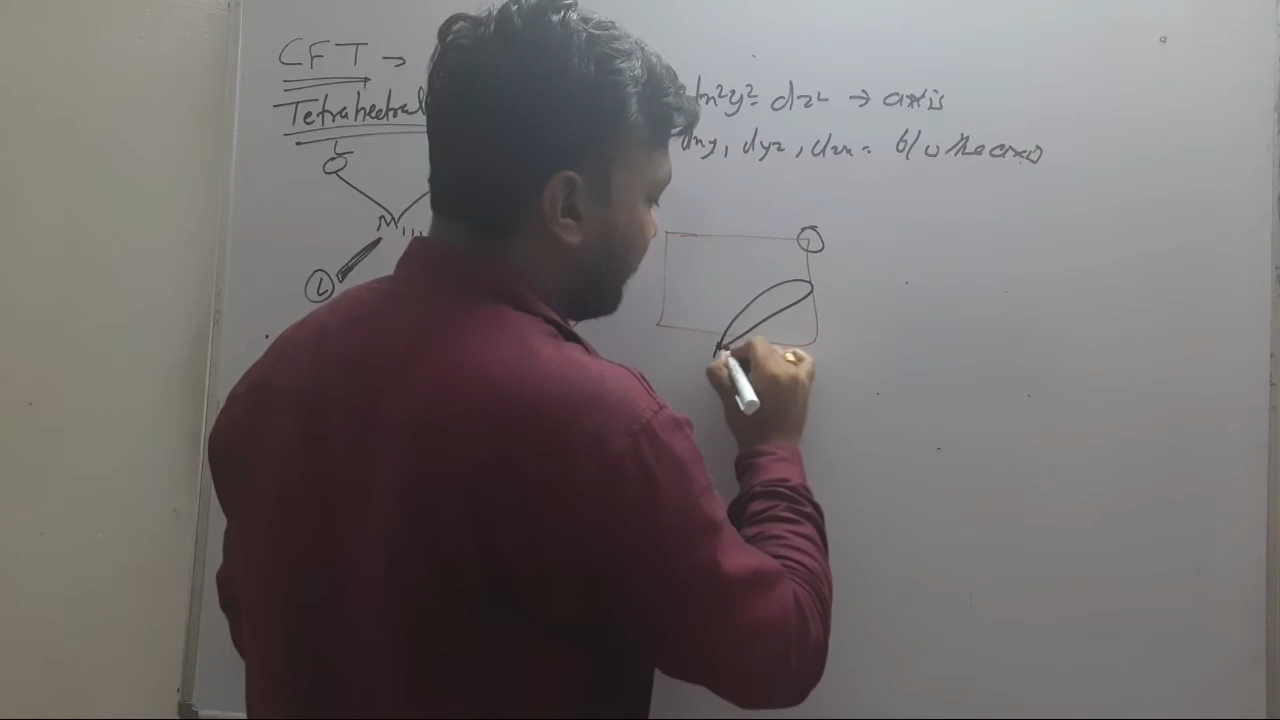 CFT →
dx²y² dz² → axis
Tetrahedral
dxy, dyz, dzx = b/w the axis
L
M
L